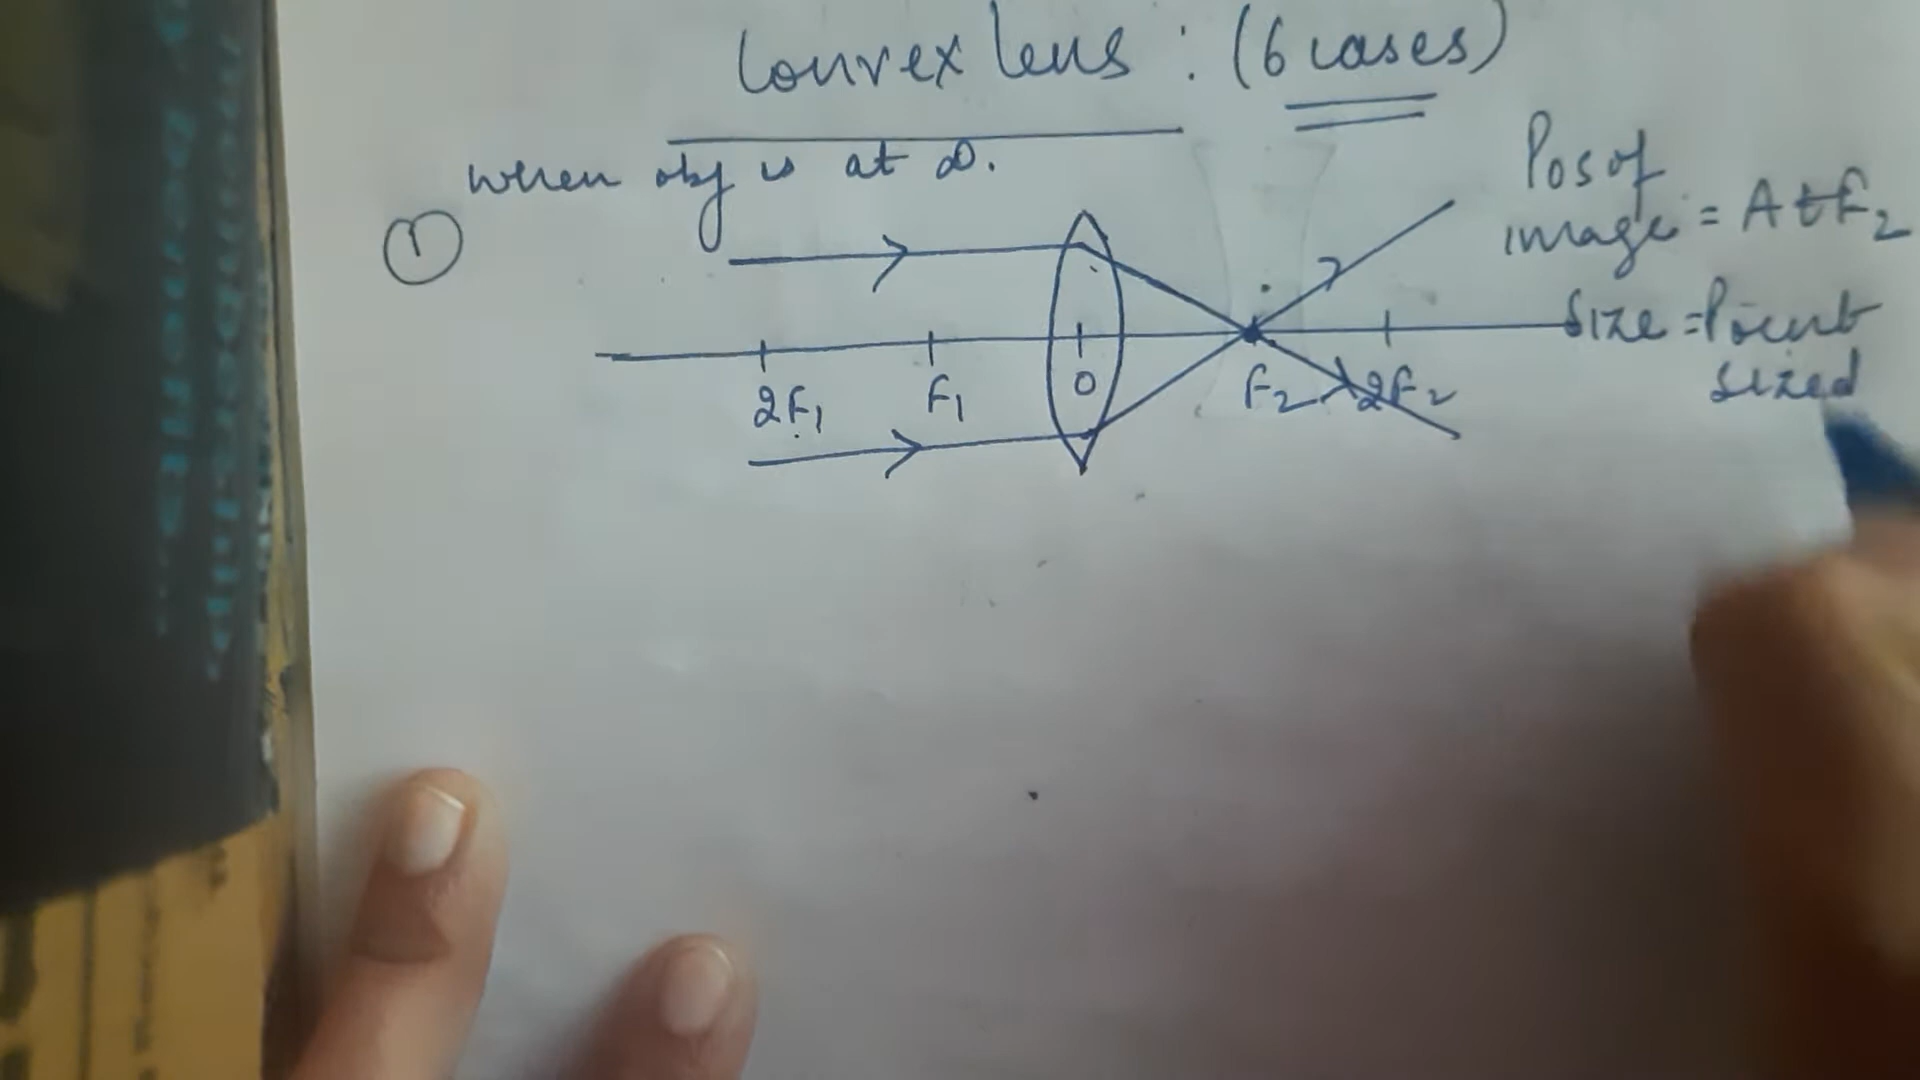 Convex lens : (6 cases)
when obj is at ∞.
1
Pos of
image = At F2
Size = Point
sized
2F1
F1
O
F2
2F2